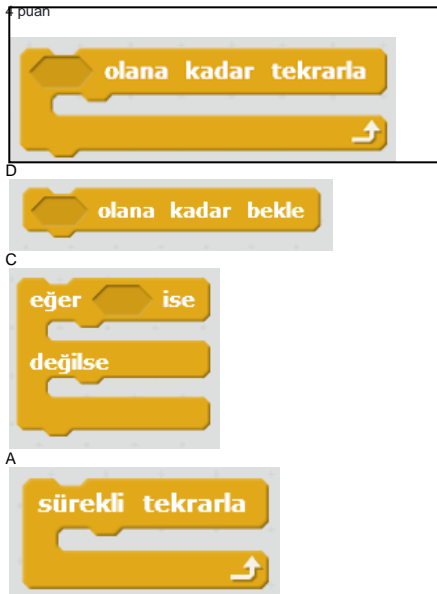 4 puan
olana kadar tekrarla
D
olana kadar bekle
C
eğer ise
değilse
A
sürekli tekrarla